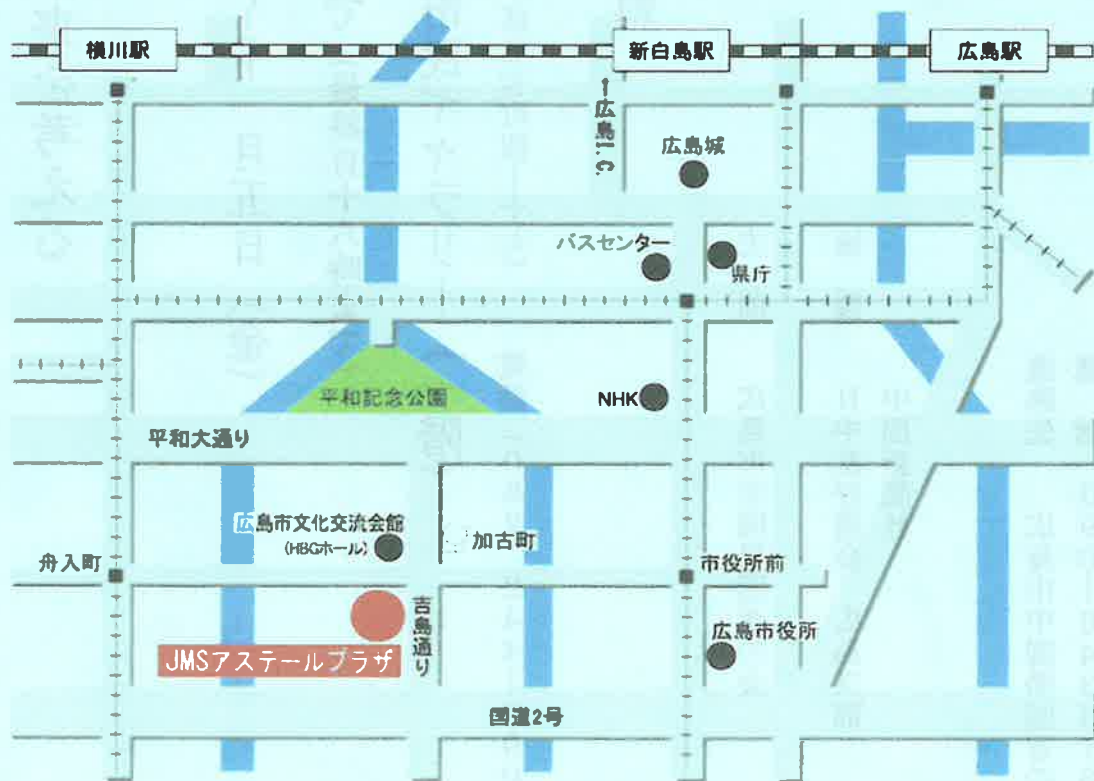 横川駅
新白島駅
広島駅
←広島I.C.
広島城
バスセンター
県庁
平和記念公園
NHK
平和大通り
広島市文化交流会館
(HBGホール)
加古町
舟入町
市役所前
吉島通り
広島市役所
JMSアステールプラザ
国道2号